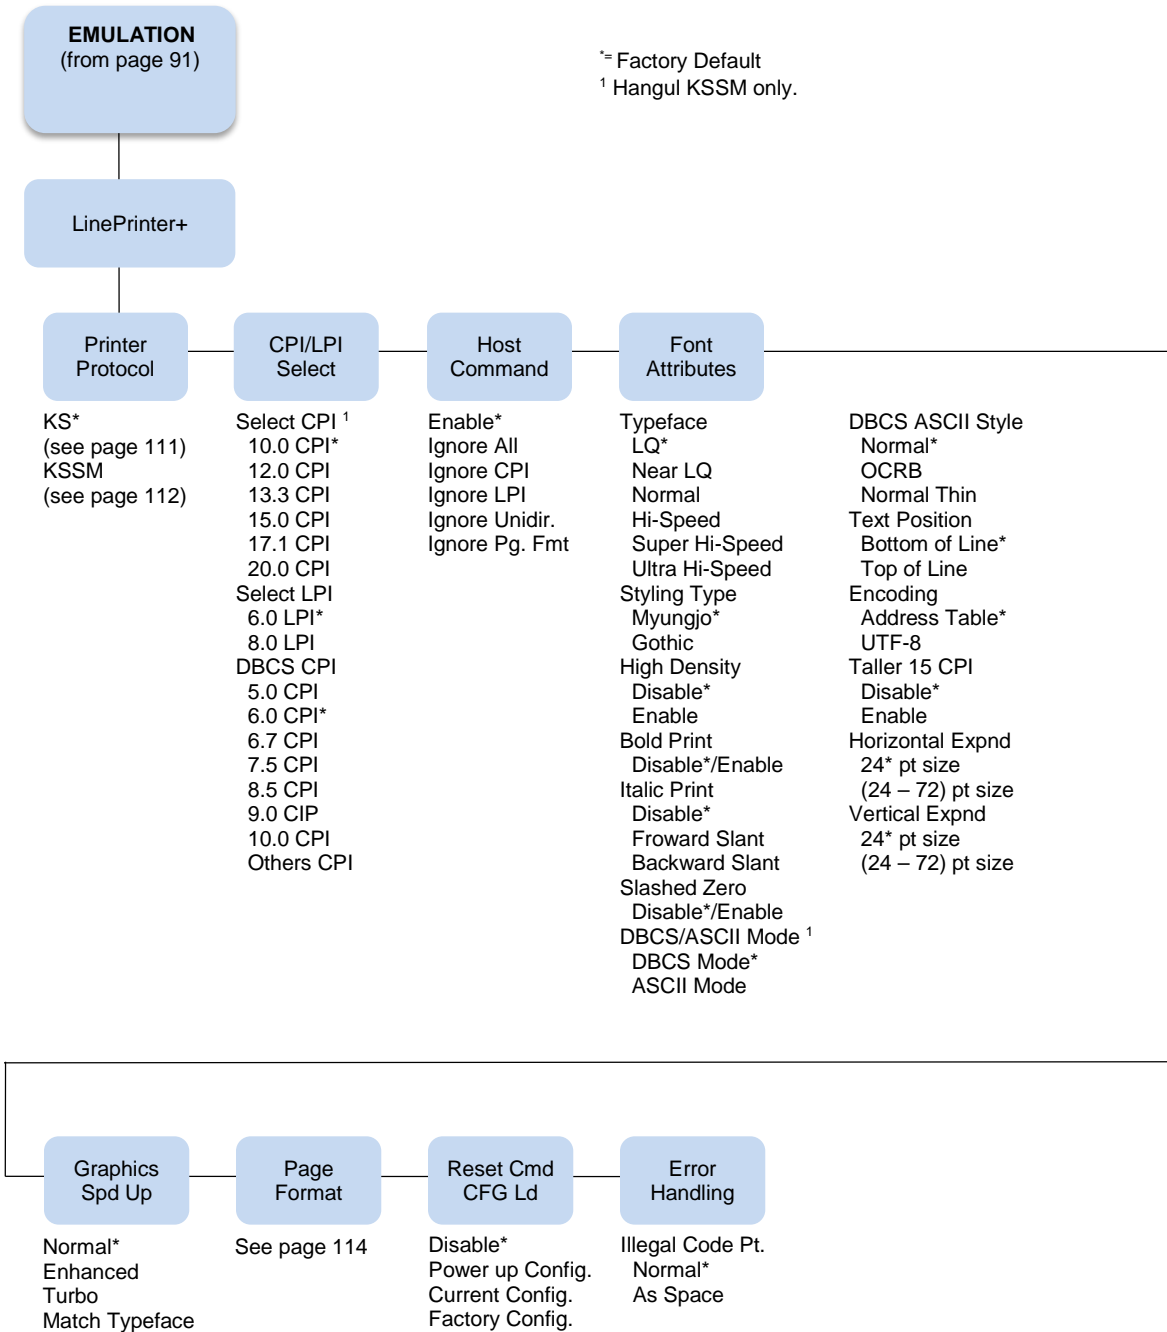 EMULATION
(from page 91)
*= Factory Default
1 Hangul KSSM only.
LinePrinter+
Printer
Protocol
CPI/LPI
Select
Host
Command
Font
Attributes
KS*
(see page 111)
KSSM
(see page 112)
Select CPI 1
10.0 CPI*
12.0 CPI
13.3 CPI
15.0 CPI
17.1 CPI
20.0 CPI
Select LPI
6.0 LPI*
8.0 LPI
DBCS CPI
5.0 CPI
6.0 CPI*
6.7 CPI
7.5 CPI
8.5 CPI
9.0 CIP
10.0 CPI
Others CPI
Enable*
Ignore All
Ignore CPI
Ignore LPI
Ignore Unidir.
Ignore Pg. Fmt
Typeface
LQ*
Near LQ
Normal
Hi-Speed
Super Hi-Speed
Ultra Hi-Speed
Styling Type
Myungjo*
Gothic
High Density
Disable*
Enable
Bold Print
Disable*/Enable
Italic Print
Disable*
Froward Slant
Backward Slant
Slashed Zero
Disable*/Enable
DBCS/ASCII Mode 1
DBCS Mode*
ASCII Mode
DBCS ASCII Style
Normal*
OCRB
Normal Thin
Text Position
Bottom of Line*
Top of Line
Encoding
Address Table*
UTF-8
Taller 15 CPI
Disable*
Enable
Horizontal Expnd
24* pt size
(24 – 72) pt size
Vertical Expnd
24* pt size
(24 – 72) pt size
Graphics
Spd Up
Page
Format
Reset Cmd
CFG Ld
Error
Handling
Normal*
Enhanced
Turbo
Match Typeface
See page 114
Disable*
Power up Config.
Current Config.
Factory Config.
Illegal Code Pt.
Normal*
As Space